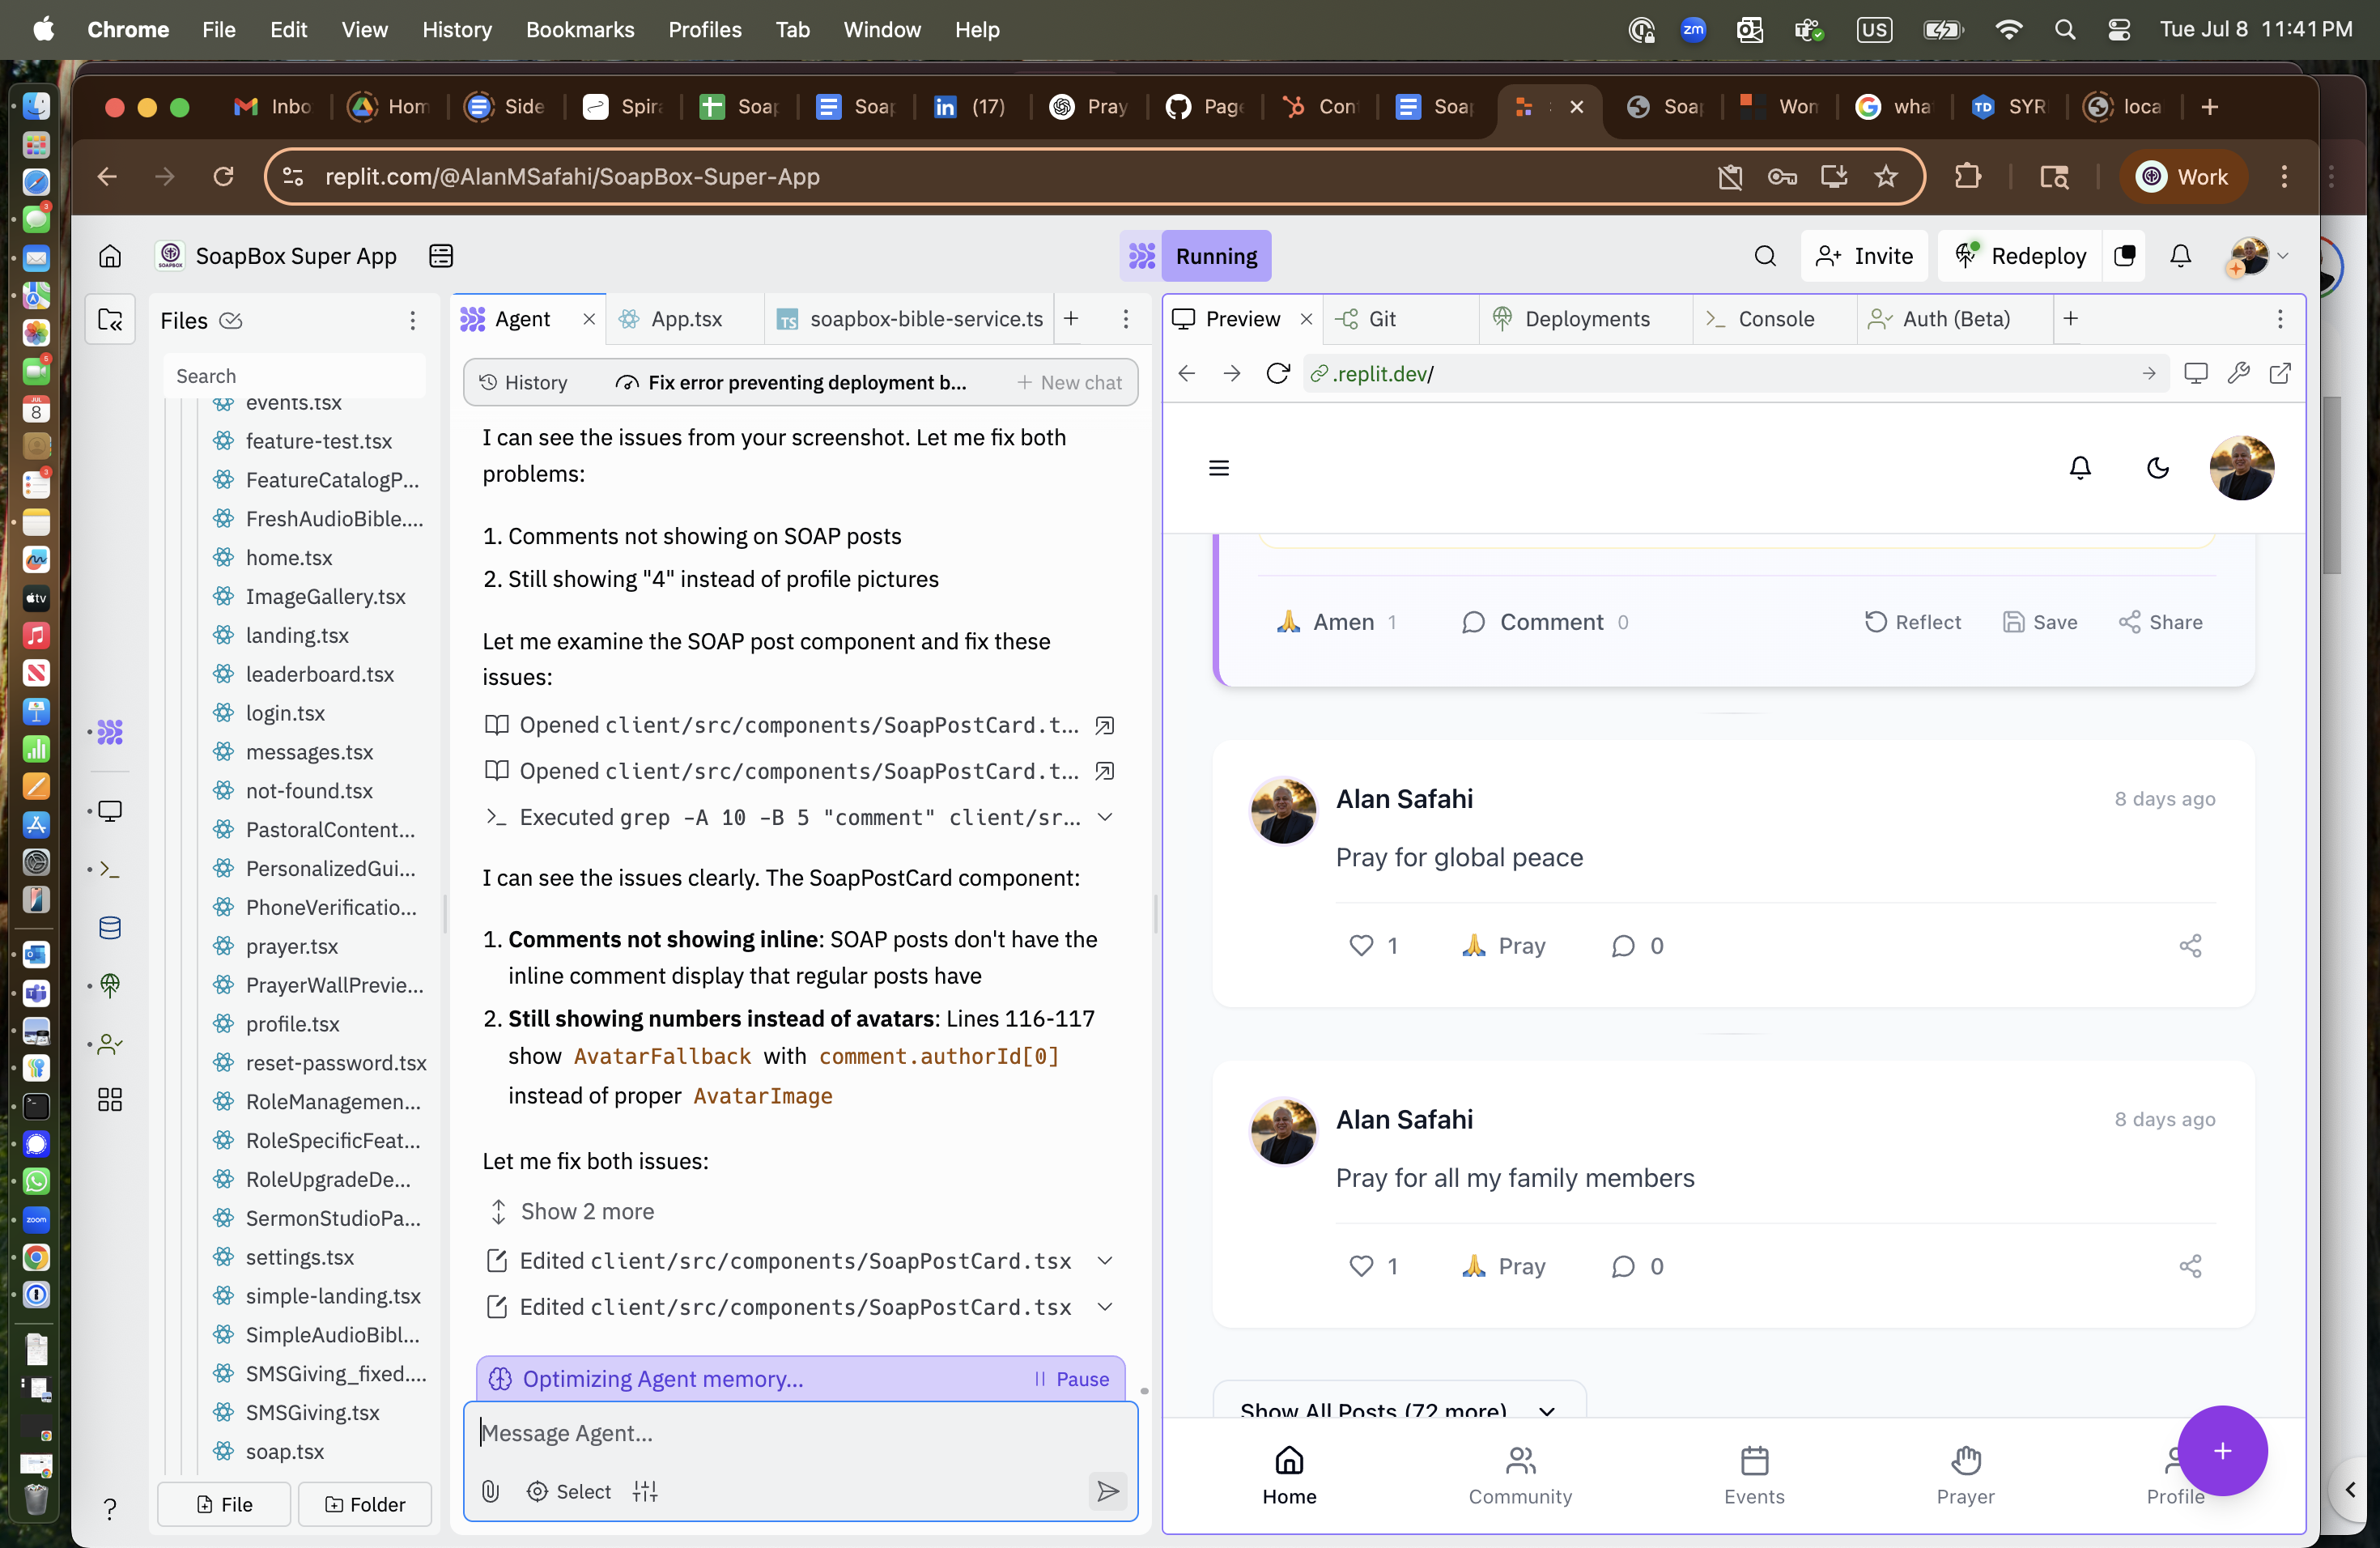 Chrome File Edit View History Bookmarks Profiles Tab Window Help
zm US Tue Jul 8 11:41 PM
Inbo Hom Side Spira Soap Soap (17) Pray Page Cont Soap Soap Wom wha SYR loca
replit.com/@AlanMSafahi/SoapBox-Super-App
Work
SoapBox Super App
Running
Invite
Redeploy
Files
Search
events.tsx
feature-test.tsx
FeatureCatalogP...
FreshAudioBible....
home.tsx
ImageGallery.tsx
landing.tsx
leaderboard.tsx
login.tsx
messages.tsx
not-found.tsx
PastoralContent...
PersonalizedGui...
PhoneVerificatio...
prayer.tsx
PrayerWallPrevie...
profile.tsx
reset-password.tsx
RoleManagemen...
RoleSpecificFeat...
RoleUpgradeDe...
SermonStudioPa...
settings.tsx
simple-landing.tsx
SimpleAudioBibl...
SMSGiving_fixed....
SMSGiving.tsx
soap.tsx
File
Folder
Agent
App.tsx
TS soapbox-bible-service.ts
History
Fix error preventing deployment b...
New chat
I can see the issues from your screenshot. Let me fix both
problems:
1. Comments not showing on SOAP posts
2. Still showing "4" instead of profile pictures
Let me examine the SOAP post component and fix these
issues:
Opened client/src/components/SoapPostCard.t...
Opened client/src/components/SoapPostCard.t...
Executed grep -A 10 -B 5 "comment" client/sr...
I can see the issues clearly. The SoapPostCard component:
1. Comments not showing inline: SOAP posts don't have the
inline comment display that regular posts have
2. Still showing numbers instead of avatars: Lines 116-117
show AvatarFallback with comment.authorId[0]
instead of proper AvatarImage
Let me fix both issues:
Show 2 more
Edited client/src/components/SoapPostCard.tsx
Edited client/src/components/SoapPostCard.tsx
Optimizing Agent memory...
Pause
Message Agent...
Select
Preview
Git
Deployments
Console
Auth (Beta)
.replit.dev/
Amen 1
Comment 0
Reflect
Save
Share
Alan Safahi
8 days ago
Pray for global peace
1
Pray
0
Alan Safahi
8 days ago
Pray for all my family members
1
Pray
0
Show All Posts (72 more)
Home
Community
Events
Prayer
Profile